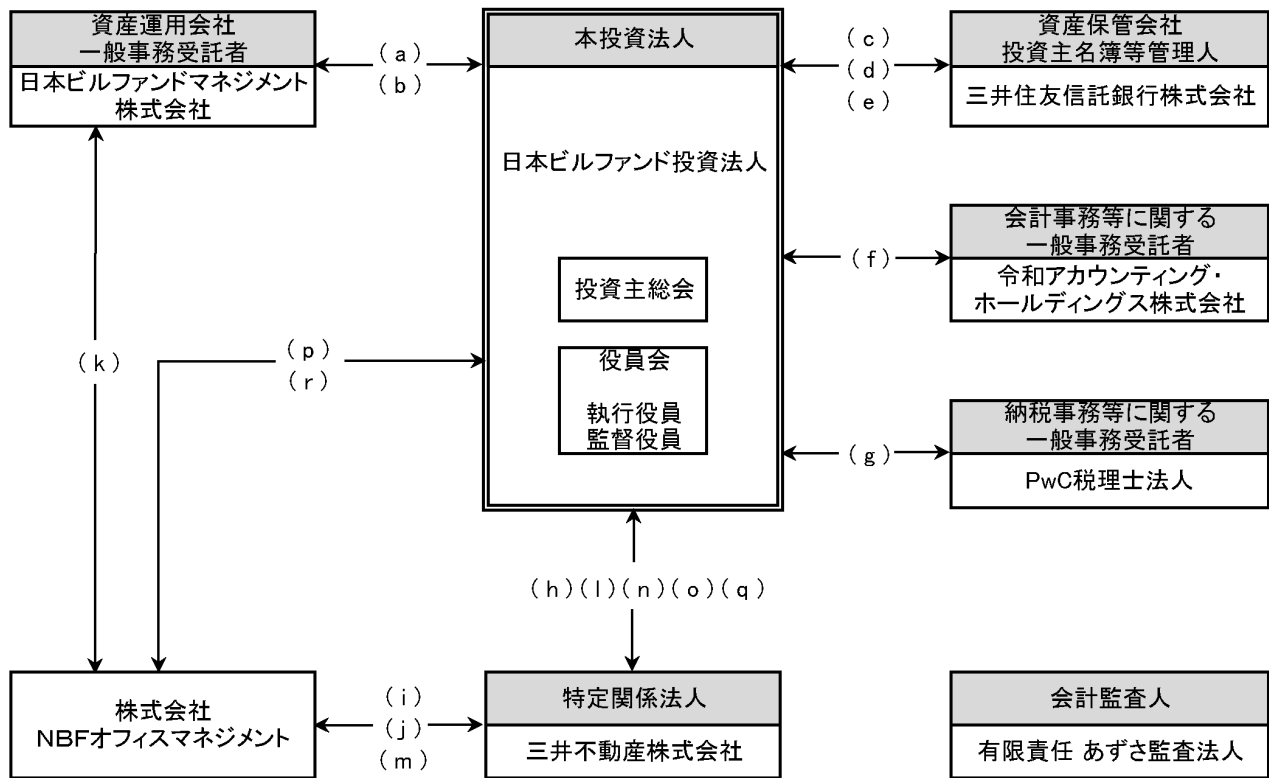 資産運用会社
一般事務受託者
日本ビルファンドマネジメント
株式会社
(a)
(b)
本投資法人
日本ビルファンド投資法人
投資主総会
役員会
執行役員
監督役員
(c)
(d)
(e)
資産保管会社
投資主名簿等管理人
三井住友信託銀行株式会社
(f)
会計事務等に関する
一般事務受託者
令和アカウンティング・
ホールディングス株式会社
(g)
納税事務等に関する
一般事務受託者
PwC税理士法人
(k)
(p)
(r)
(h)(l)(n)(o)(q)
株式会社
NBFオフィスマネジメント
(i)
(j)
(m)
特定関係法人
三井不動産株式会社
会計監査人
有限責任 あずさ監査法人